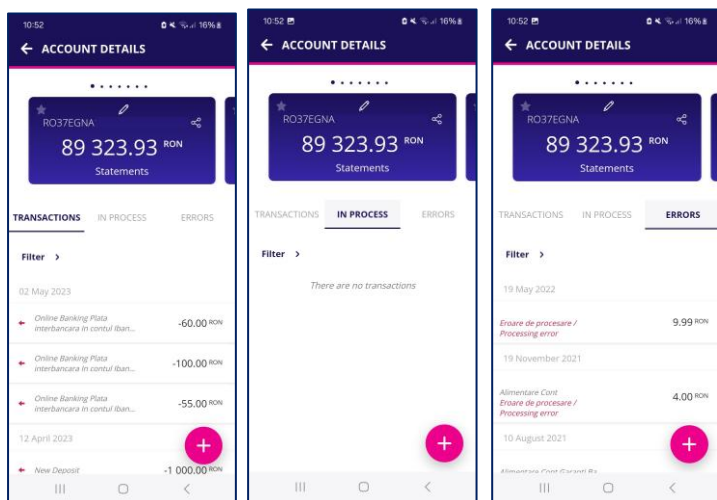 10:52
16%
ACCOUNT DETAILS
RO37EGNA
89 323.93 RON
Statements
TRANSACTIONS IN PROCESS ERRORS
Filter >
02 May 2023
Online Banking Plata
interbancara In contul Iban...
-60.00 RON
Online Banking Plata
interbancara In contul Iban...
-100.00 RON
Online Banking Plata
interbancara In contul Iban...
-55.00 RON
12 April 2023
New Deposit
-1 000.00 RON
10:52
16%
ACCOUNT DETAILS
RO37EGNA
89 323.93 RON
Statements
TRANSACTIONS IN PROCESS ERRORS
Filter >
There are no transactions
10:52
16%
ACCOUNT DETAILS
RO37EGNA
89 323.93 RON
Statements
TRANSACTIONS IN PROCESS ERRORS
Filter >
19 May 2022
Eroare de procesare /
Processing error
9.99 RON
19 November 2021
Alimentare Cont
Eroare de procesare /
Processing error
4.00 RON
10 August 2021
Alimentara Cont Garanti Ba